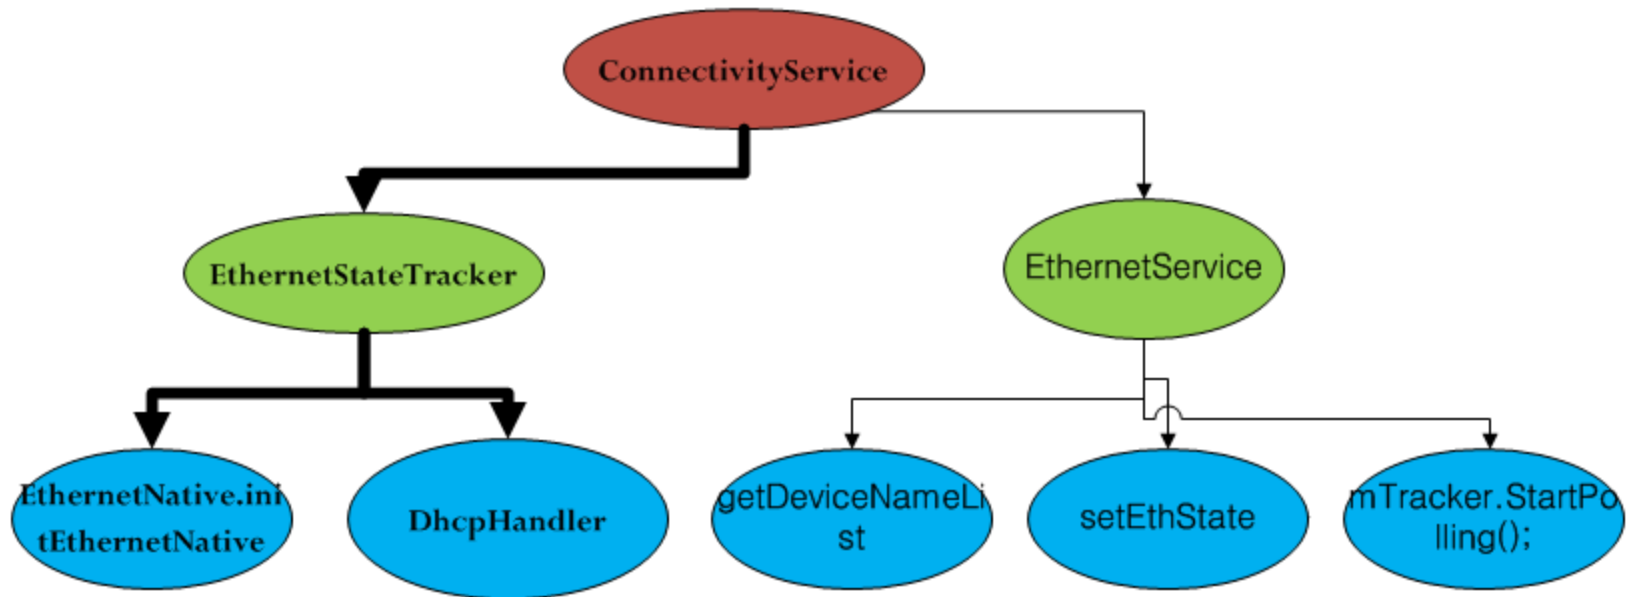 ConnectivityService
EthernetStateTracker
EthernetService
EthernetNative.ini
tEthernetNative
DhcpHandler
getDeviceNameLi
st
setEthState
mTracker.StartPo
lling();